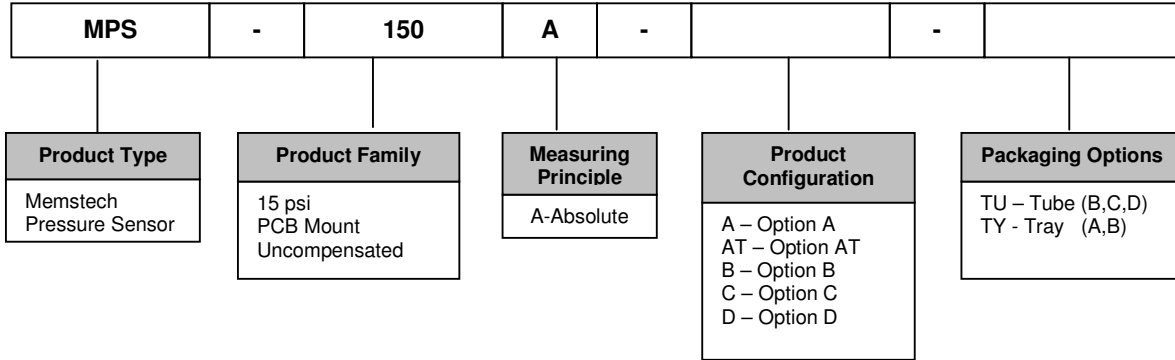 MPS - 150 A - -
Product Type
Memstech
Pressure Sensor
Product Family
15 psi
PCB Mount
Uncompensated
Measuring
Principle
A-Absolute
Product
Configuration
A – Option A
AT – Option AT
B – Option B
C – Option C
D – Option D
Packaging Options
TU – Tube (B,C,D)
TY - Tray (A,B)